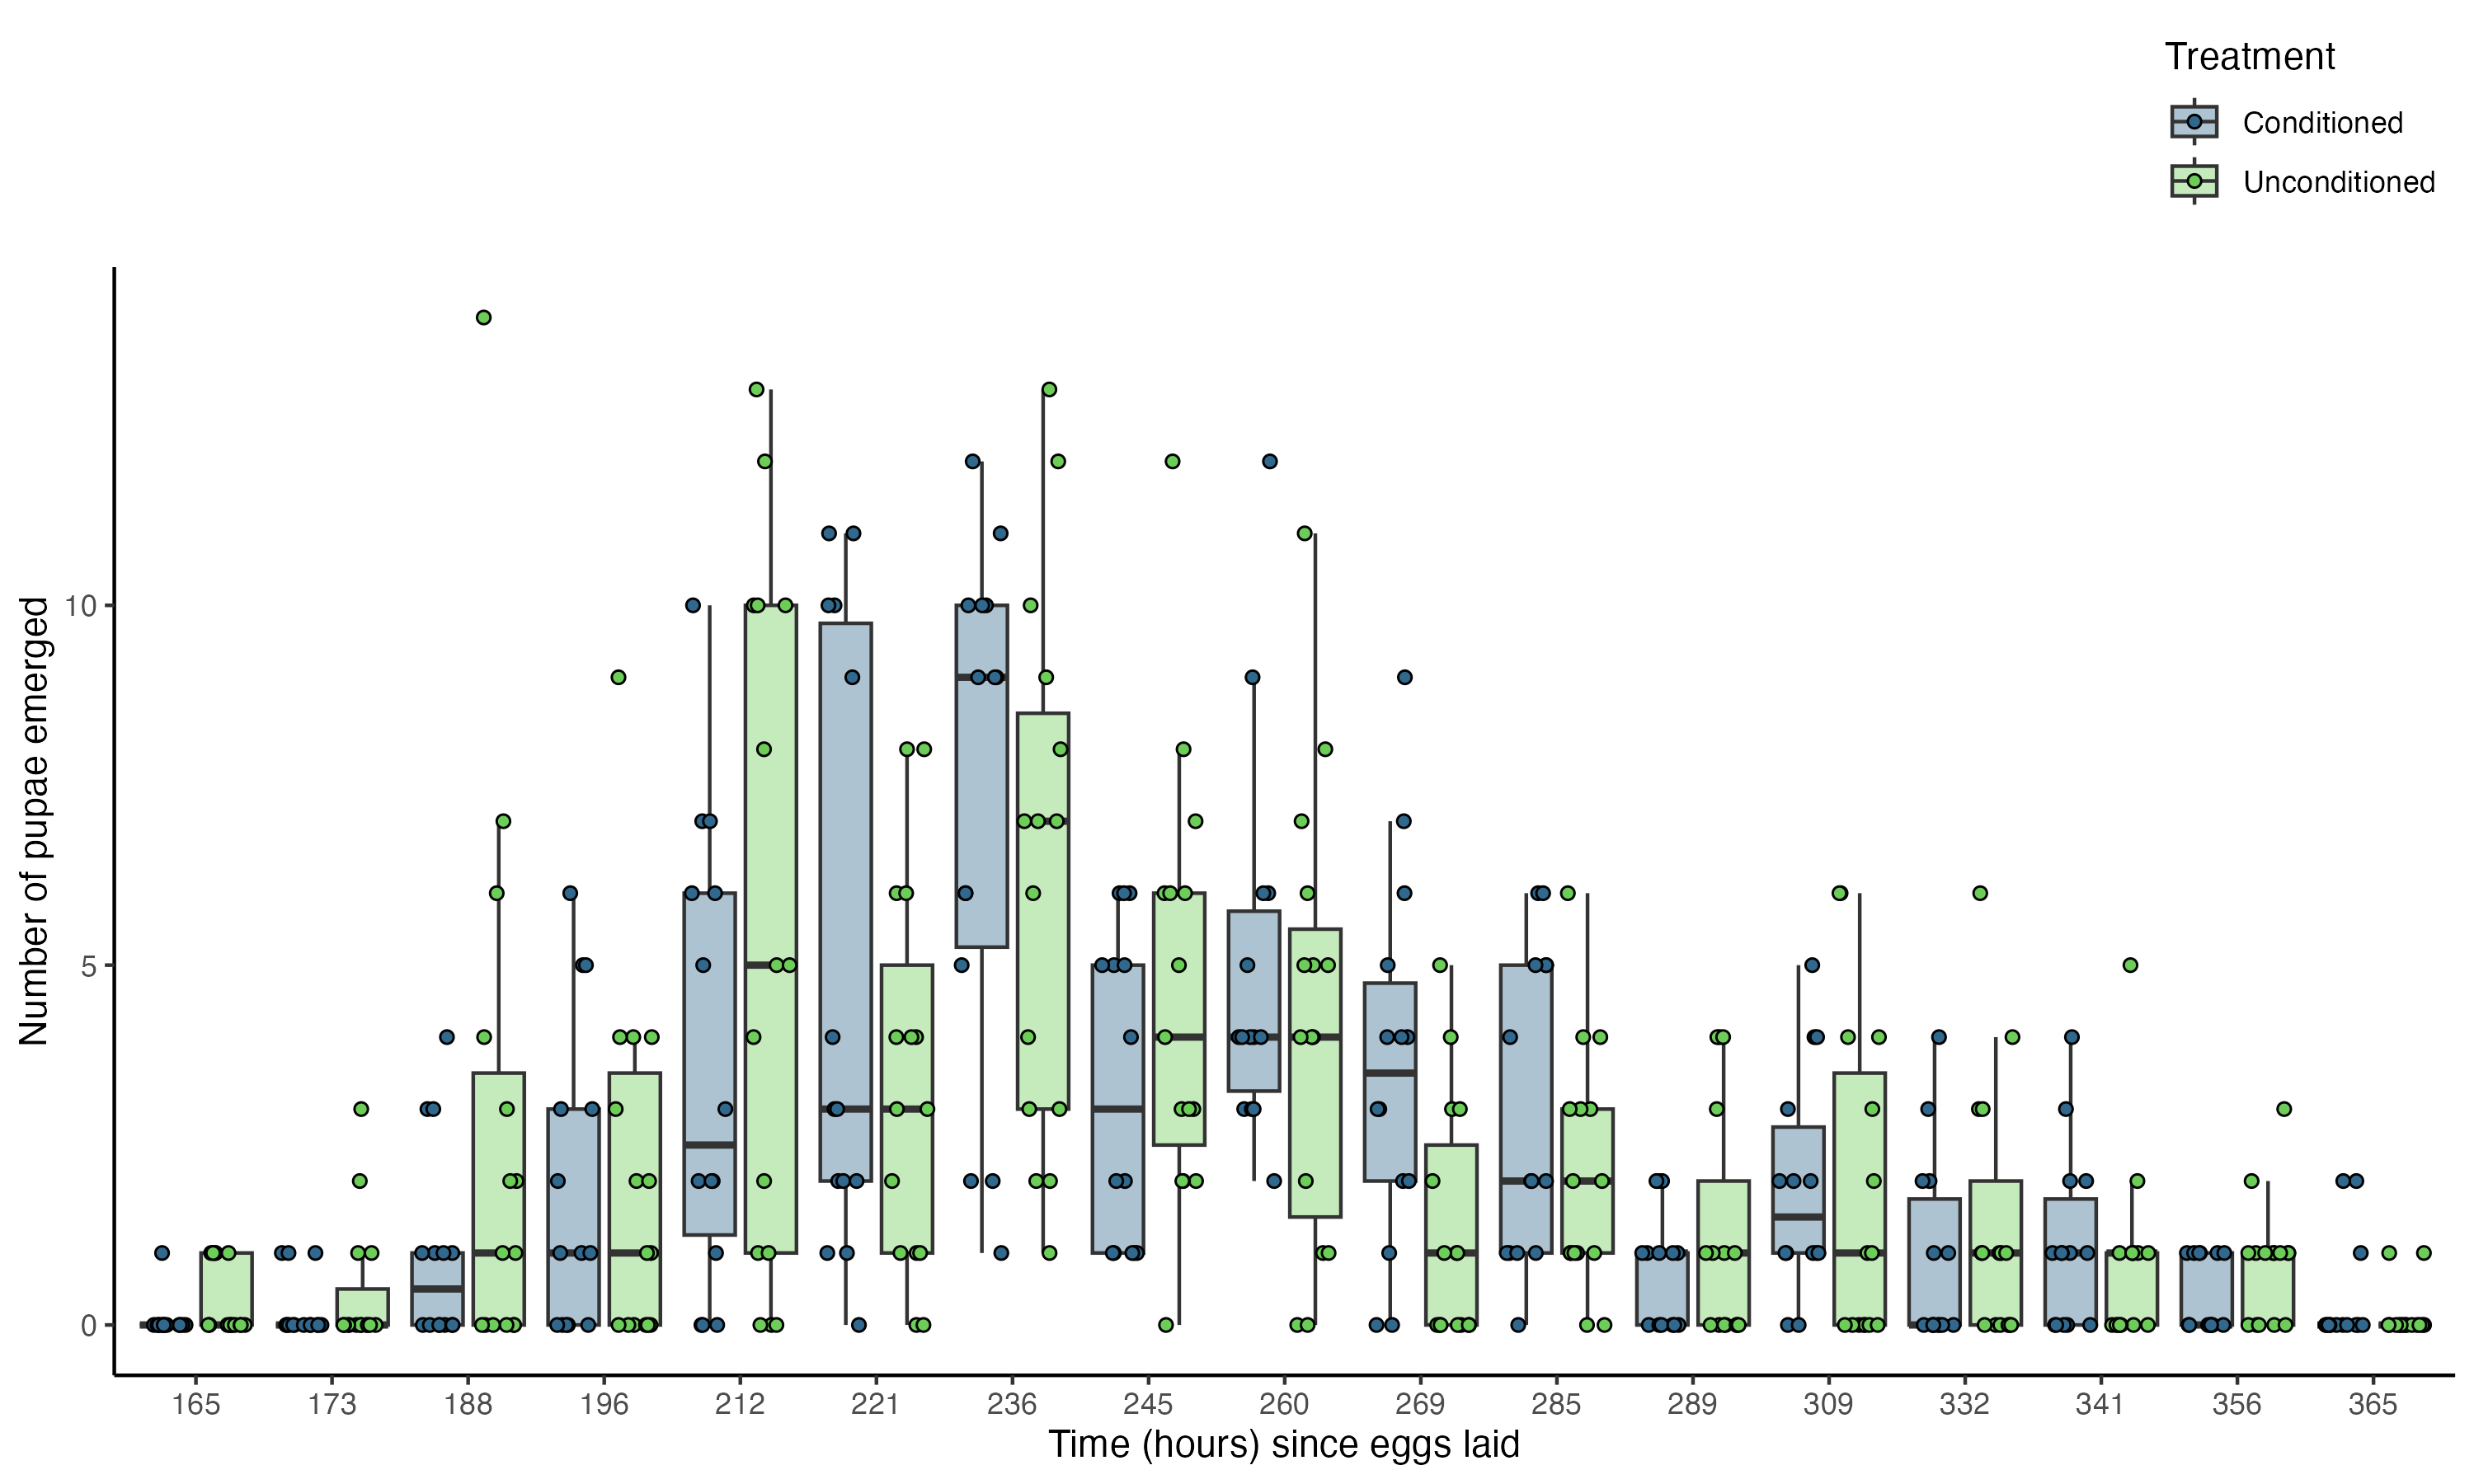 Treatment
Conditioned
Unconditioned
Number of pupae emerged
10
5
0
165 173 188 196 212 221 236 245 260 269 285 289 309 332 341 356 365
Time (hours) since eggs laid